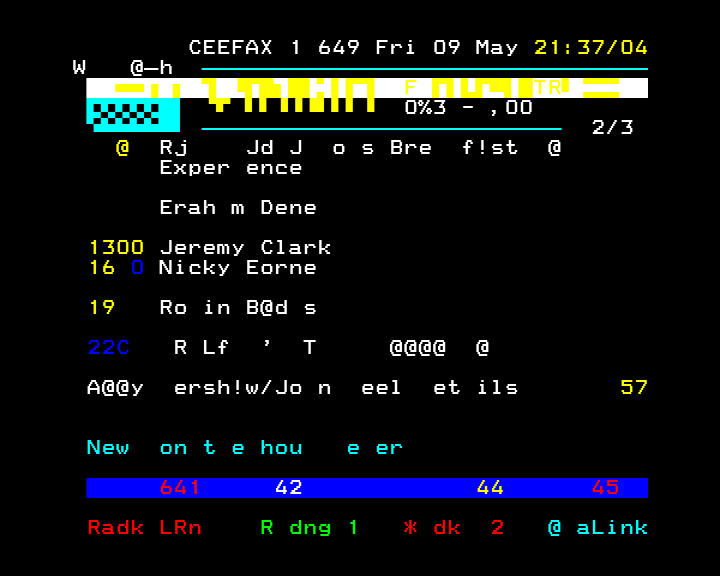 CEEFAX 1 649 Fri 09 May 21:37/04
W @—h
F TR
0%3 - ,00
2/3
@ Rj Jd J o s Bre f!st @
Exper ence
Erah m Dene
1300 Jeremy Clark
16 0 Nicky Eorne
19 Ro in B@d s
22C R Lf ' T @@@@ @
A@@y ersh!w/Jo n eel et ils 57
New on t e hou e er
641 42 44 45
Radk LRn R dng 1 * dk 2 @ aLink